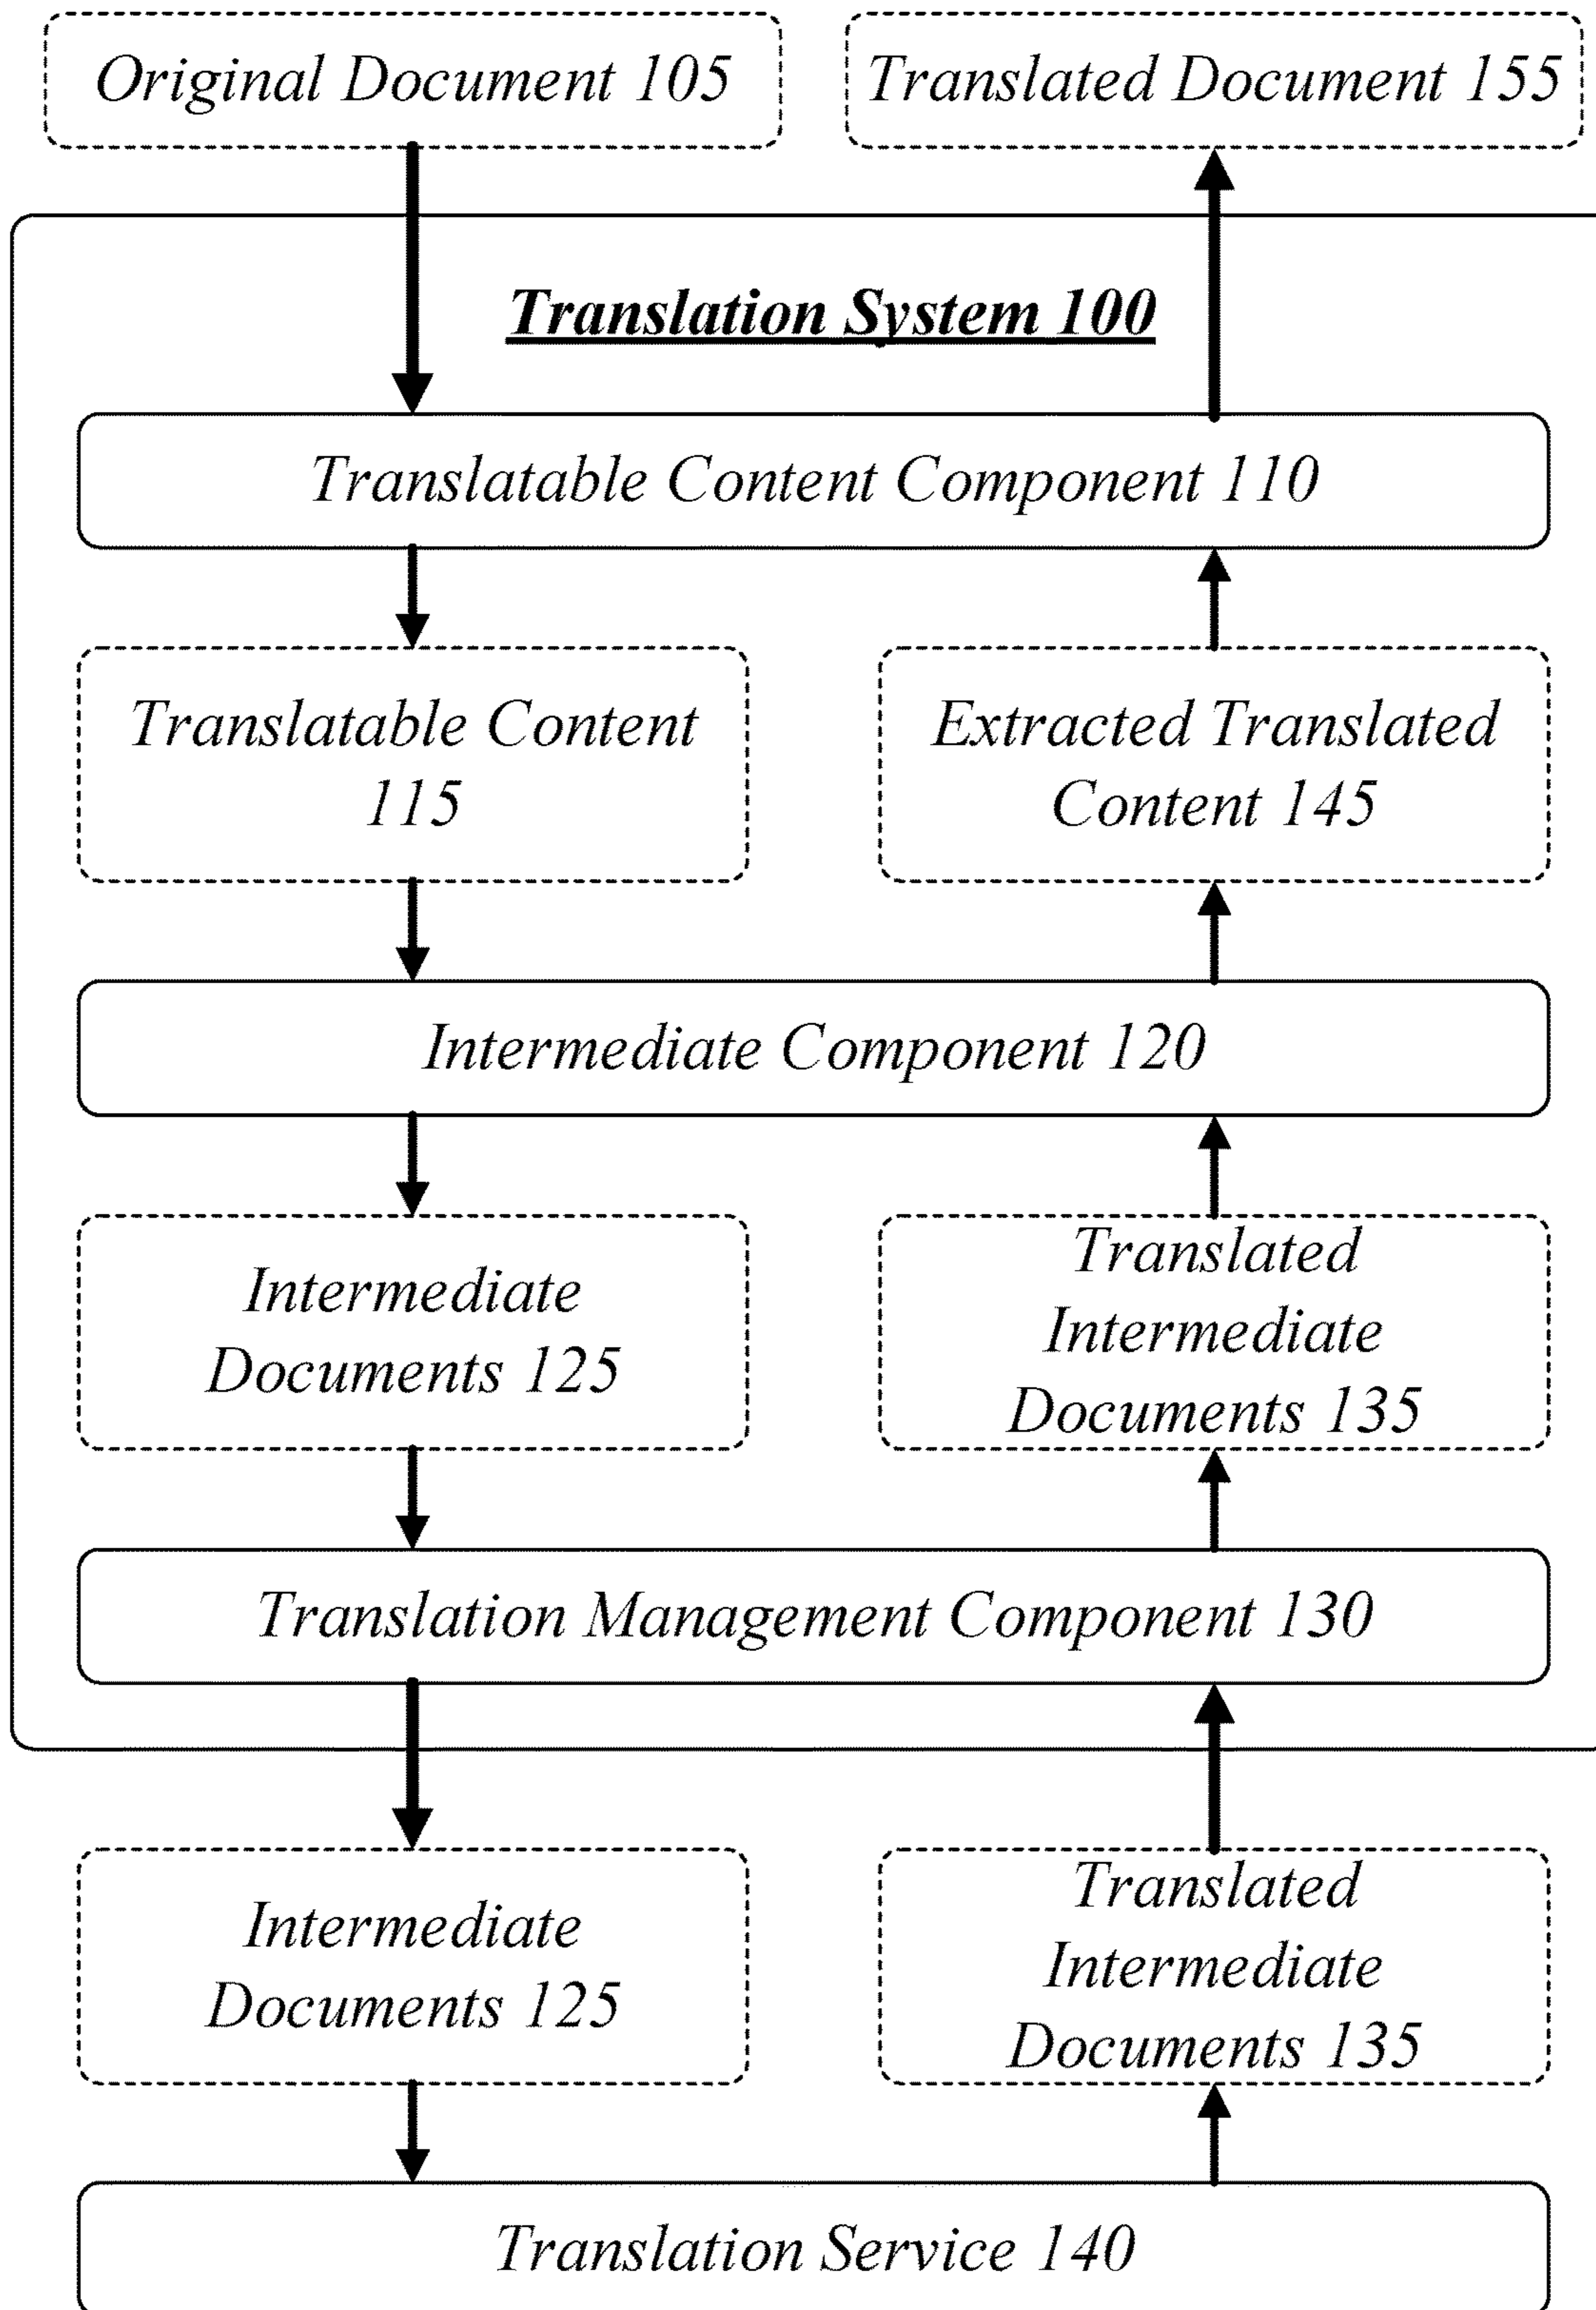 Original Document 105
Translated Document 155
Translation System 100
Translatable Content Component 110
Translatable Content
115
Extracted Translated
Content 145
Intermediate Component 120
Intermediate
Documents 125
Translated
Intermediate
Documents 135
Translation Management Component 130
Intermediate
Documents 125
Translated
Intermediate
Documents 135
Translation Service 140